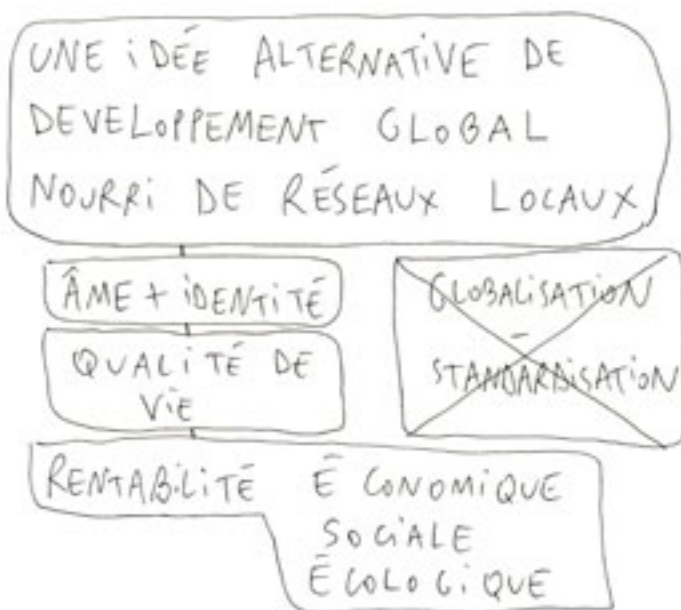 UNE iDÉE ALTERNATIVE DE
DEVELOPPEMENT GLOBAL
NOURRi DE RÉSEAUX LOCAUX
ÂME + iDENTITÉ
QUALITÉ DE
ViE
GLOBALiSATION
-
STANDARDiSATION
RENTABiLiTÉ ÉCONOMiQUE
SOCiALE
ÉCOLOGiQUE